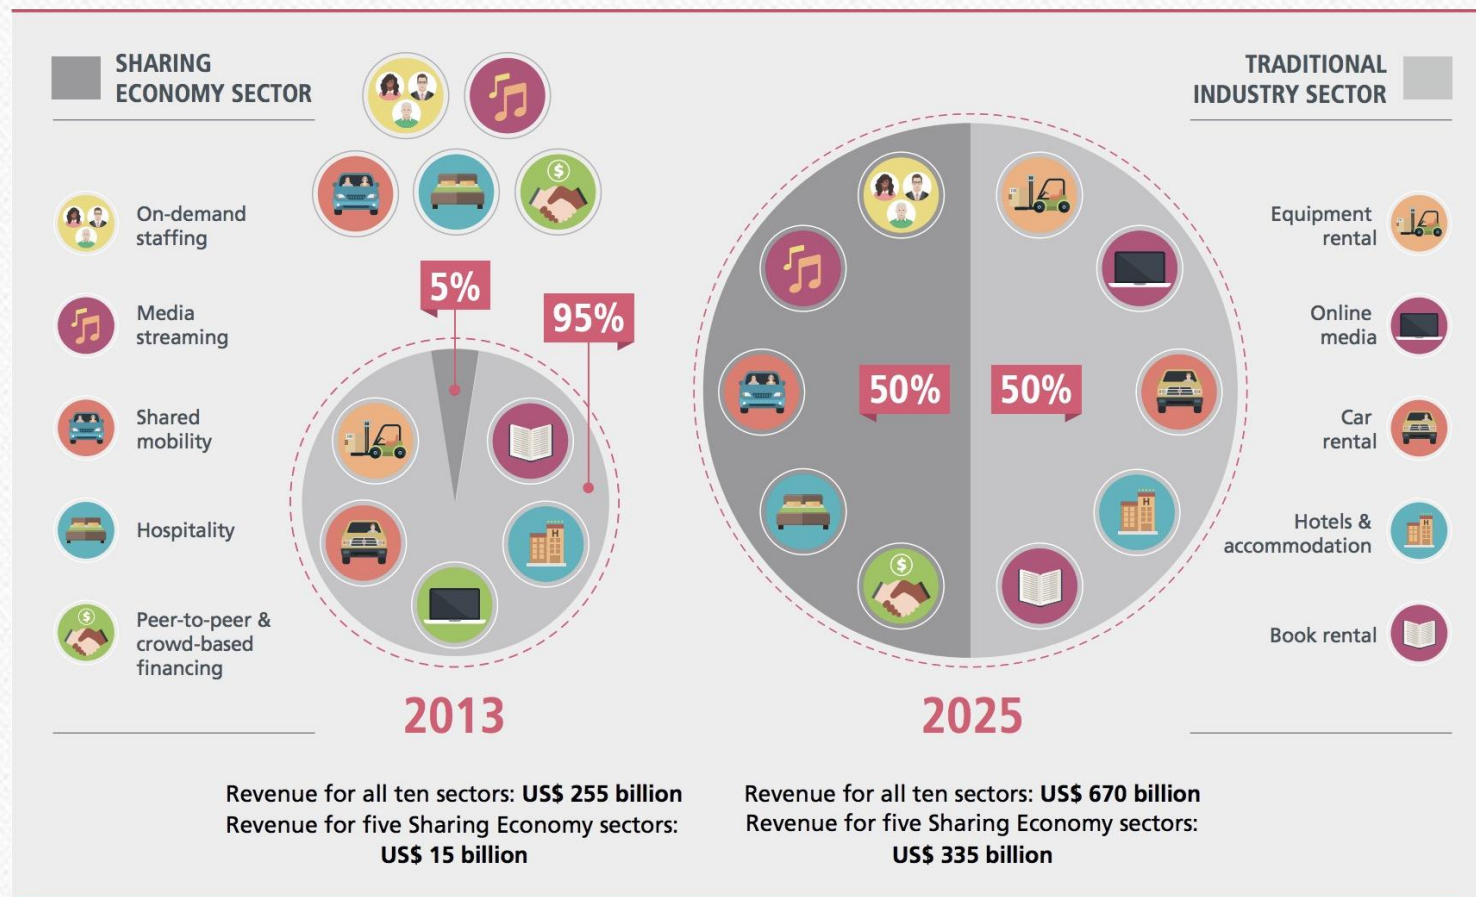 SHARING
ECONOMY SECTOR
On-demand
staffing
Media
streaming
Shared
mobility
Hospitality
$
Peer-to-peer &
crowd-based
financing
$
5%
95%
H
2013
50%
50%
$
H
2025
TRADITIONAL
INDUSTRY SECTOR
Equipment
rental
Online
media
Car
rental
Hotels &
accommodation
H
Book rental
Revenue for all ten sectors: US$ 255 billion
Revenue for five Sharing Economy sectors:
US$ 15 billion
Revenue for all ten sectors: US$ 670 billion
Revenue for five Sharing Economy sectors:
US$ 335 billion